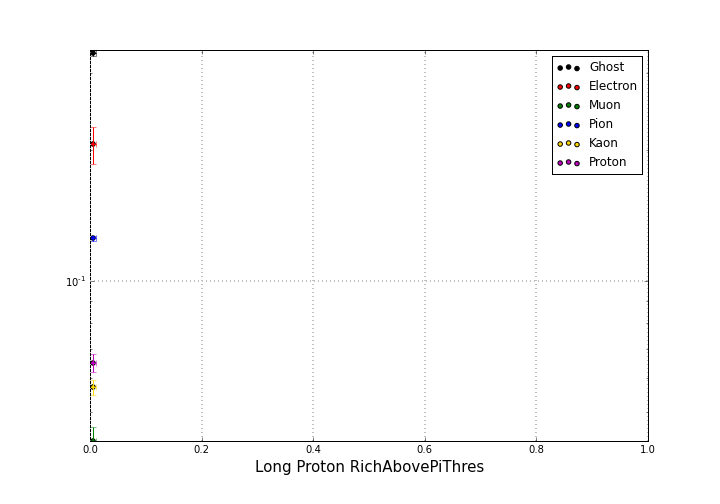 Ghost
Electron
Muon
Pion
Kaon
Proton
10-1
0.0 0.2 0.4 0.6 0.8 1.0
Long Proton RichAbovePiThres